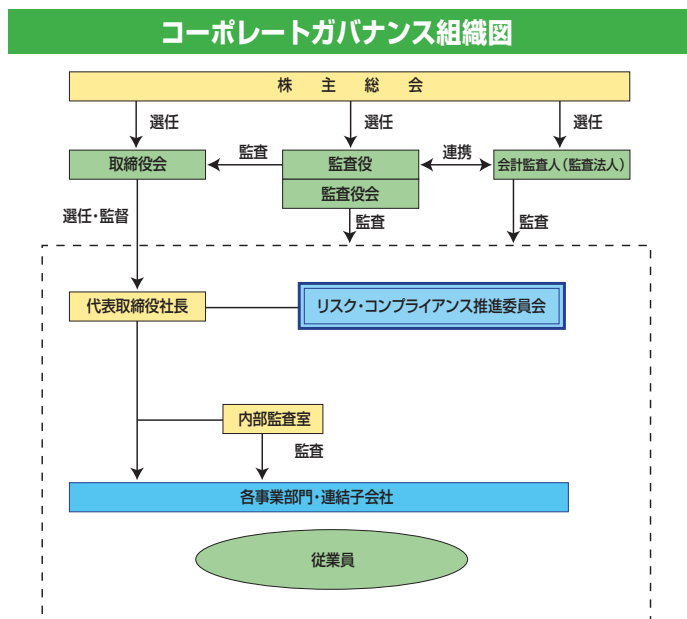 コーポレートガバナンス組織図
株主総会
選任
選任
選任
取締役会
監査
監査役
連携
会計監査人（監査法人）
監査役会
選任・監督
監査
監査
代表取締役社長
リスク・コンプライアンス推進委員会
内部監査室
監査
各事業部門・連結子会社
従業員